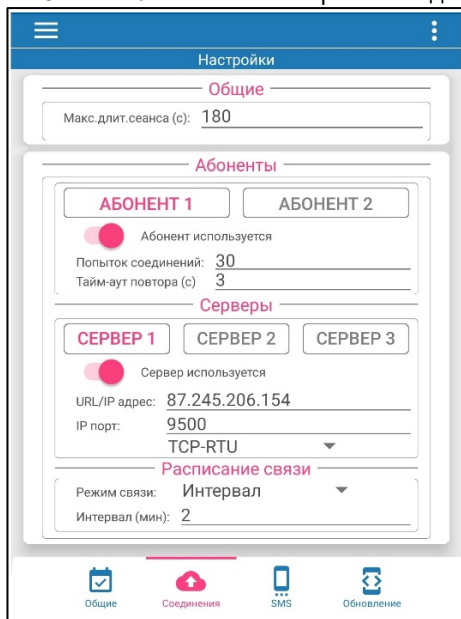 Настройки
Общие
Макс.длит.сеанса (с): 180
Абоненты
АБОНЕНТ 1 АБОНЕНТ 2
Абонент используется
Попыток соединений: 30
Тайм-аут повтора (с) 3
Серверы
СЕРВЕР 1 СЕРВЕР 2 СЕРВЕР 3
Сервер используется
URL/IP адрес: 87.245.206.154
IP порт: 9500
TCP-RTU
Расписание связи
Режим связи: Интервал
Интервал (мин): 2
Общие Соединения SMS Обновление